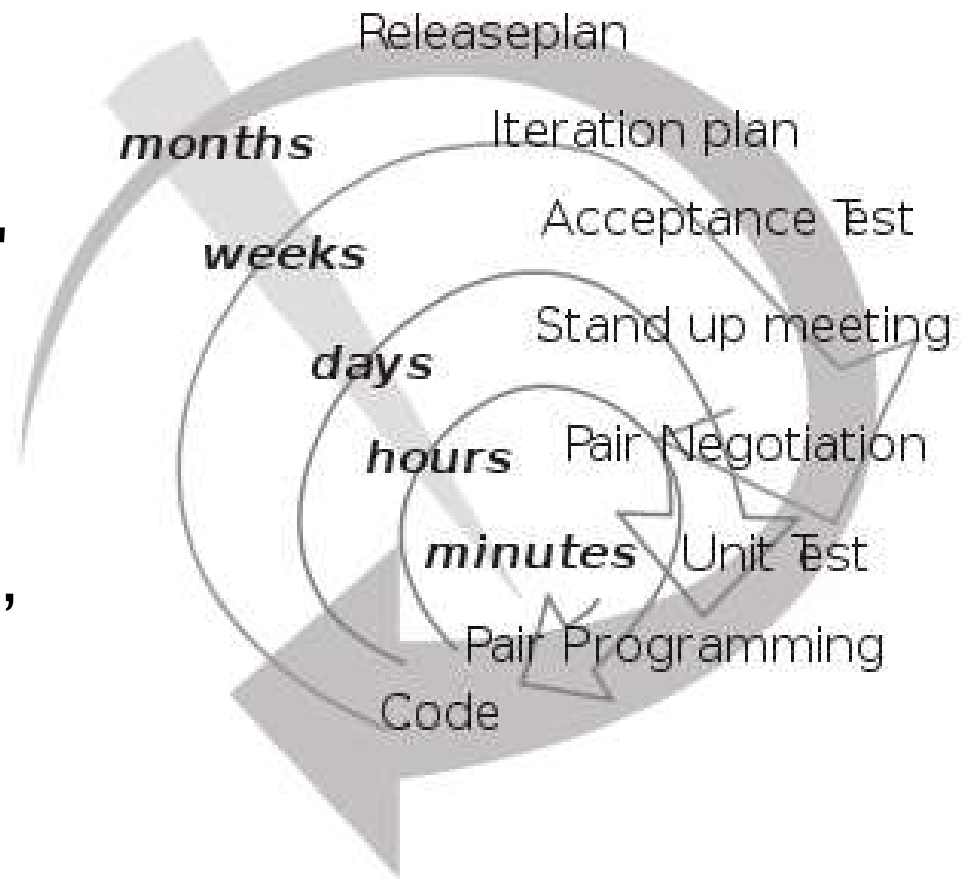 Releaseplan
Iteration plan
months
Acceptance Test
weeks
Stand up meeting
days
Pair Negotiation
hours
minutes
Unit Test
,
Pair Programming
Code